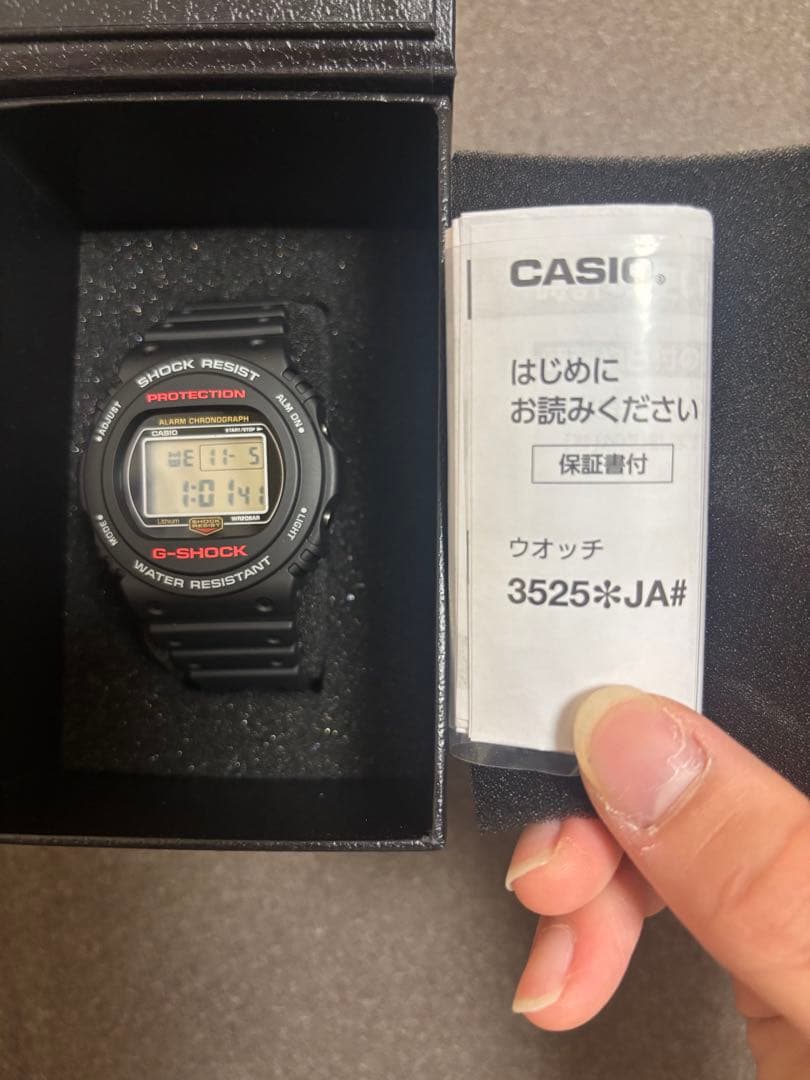 SHOCK RESIST
PROTECTION
ADJUST
ALM ON
ALARM CHRONOGRAPH
CASIO
START/STOP
WE 11- 5
1:01 41
Lithium
SHOCK RESIST
WR20BAR
MODE
LIGHT
G-SHOCK
WATER RESISTANT
CASIO®
はじめに
お読みください
保証書付
ウオッチ
3525✻JA#